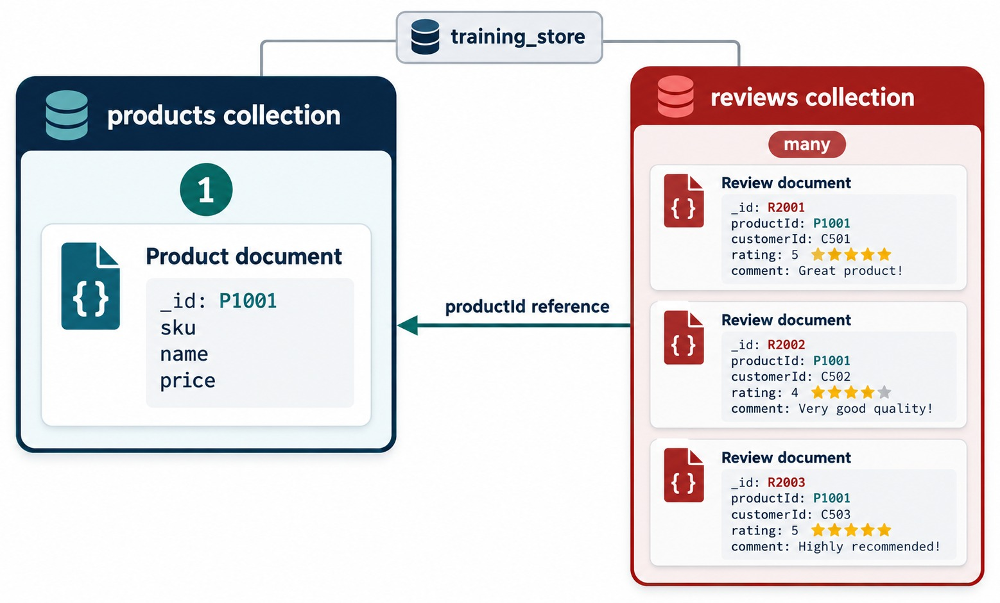 training_store
products collection
1
{}
Product document
_id: P1001
sku
name
price
productId reference
reviews collection
many
{}
Review document
_id: R2001
productId: P1001
customerId: C501
rating: 5
comment: Great product!
{}
Review document
_id: R2002
productId: P1001
customerId: C502
rating: 4
comment: Very good quality!
{}
Review document
_id: R2003
productId: P1001
customerId: C503
rating: 5
comment: Highly recommended!